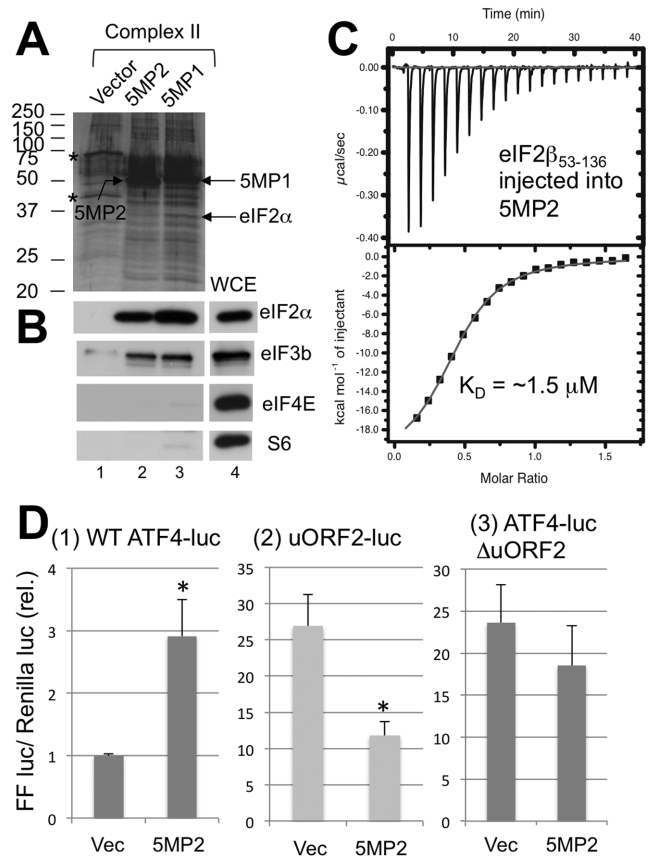 A
Complex II
Vector
5MP2
5MP1
250
150
100
75
50
37
25
20
*
*
5MP2
5MP1
eIF2α
WCE
B
eIF2α
eIF3b
eIF4E
S6
1 2 3 4
C
Time (min)
0 10 20 30 40
0.00
-0.10
-0.20
-0.30
-0.40
µcal/sec
eIF2β53-136
injected into
5MP2
0.0
-2.0
-4.0
-6.0
-8.0
-10.0
-12.0
-14.0
-16.0
-18.0
kcal mol⁻¹ of injectant
KD = ~1.5 µM
0.0 0.5 1.0 1.5
Molar Ratio
D
(1) WT ATF4-luc
FF luc/ Renilla luc (rel.)
4
3
2
1
0
*
Vec 5MP2
(2) uORF2-luc
35
30
25
20
15
10
5
0
*
Vec 5MP2
(3) ATF4-luc
ΔuORF2
30
25
20
15
10
5
0
Vec 5MP2